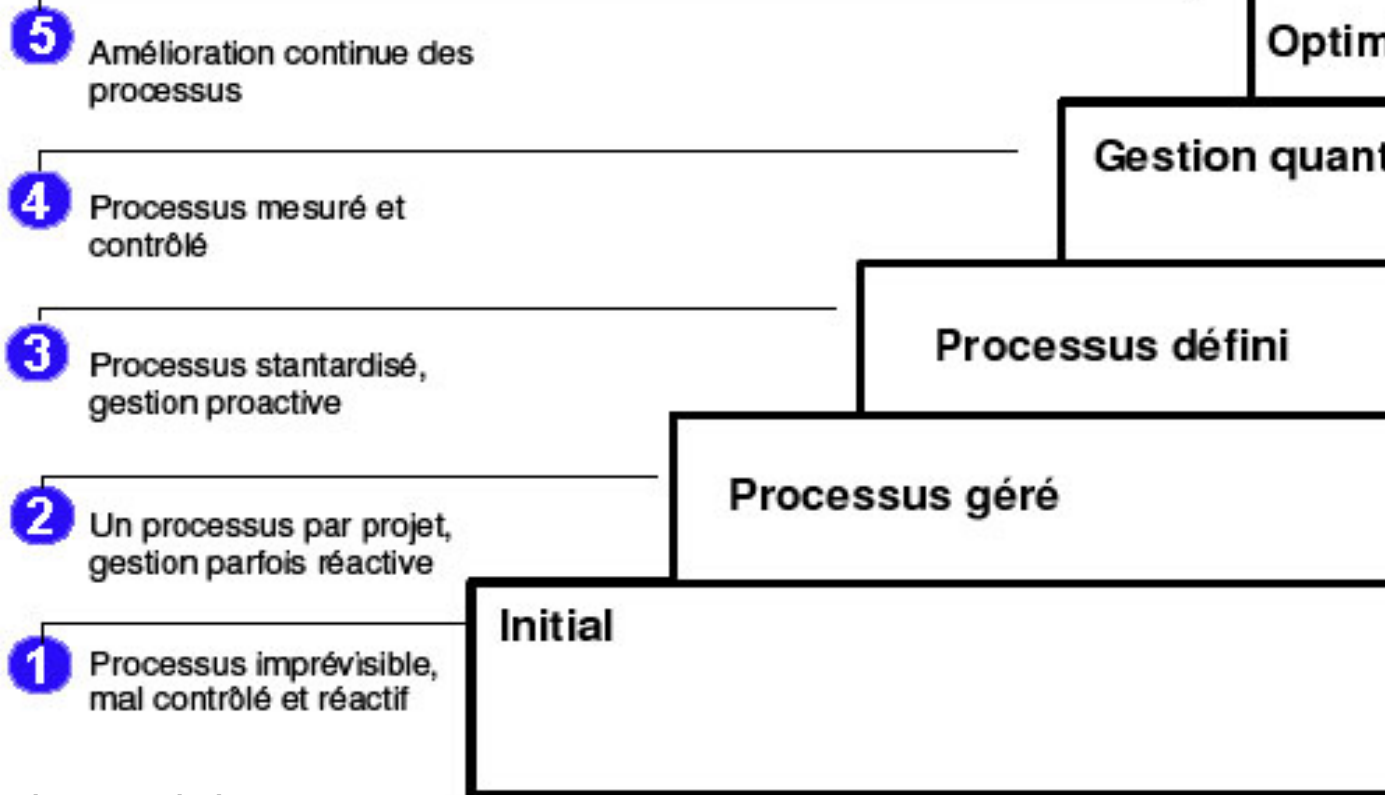 5
Amélioration continue des
processus
Optim
4
Processus mesuré et
contrôlé
Gestion quant
3
Processus stantardisé,
gestion proactive
Processus défini
2
Un processus par projet,
gestion parfois réactive
Processus géré
1
Processus imprévisible,
mal contrôlé et réactif
Initial